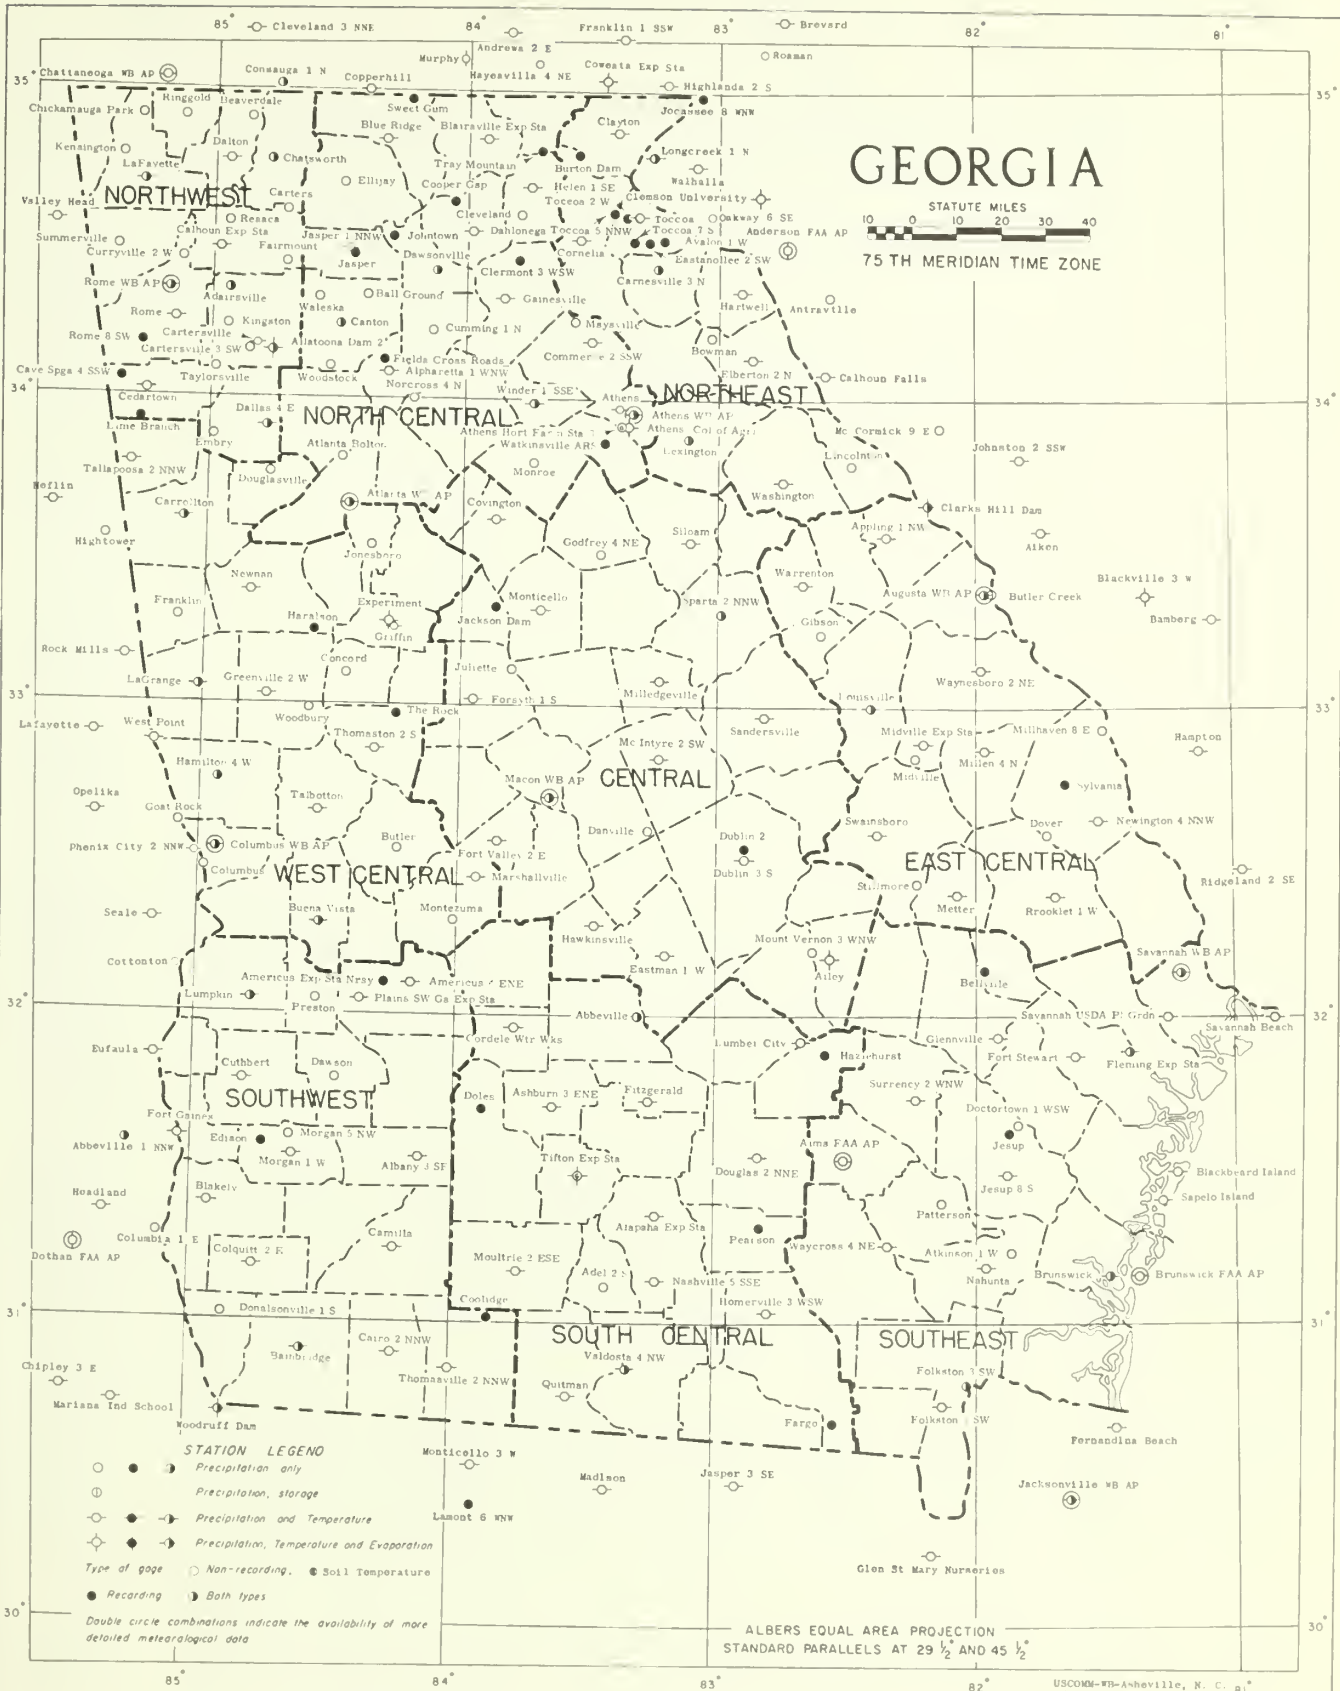 85° Cleveland 3 NNE 84° Franklin 1 SSW 83° Brevard 82° 81°
Andrews 2 E
Murphy Rosman
Chattanooga WB AP Conasauga 1 N Copperhill Hayesville 4 NE Coweeta Exp Sta
35° Highlands 2 S 35°
Ringgold Beaverdale Sweet Gum Jocassee 8 WNW
Chickamauga Park Blue Ridge Blairsville Exp Sta Clayton
Kensington Dalton
LaFayette Chatsworth Tray Mountain Burton Dam Longcreek 1 N
GEORGIA
Ellijay Cooper Gap Helen 1 SE Walhalla
NORTHWEST Carters Toccoa 2 W Clemson University
STATUTE MILES
10 0 10 20 30 40
Valley Head Resaca Cleveland Toccoa Oakway 6 SE
Summerville Calhoun Exp Sta Jasper 1 NNW Johntown Dahlonega Toccoa 5 NNW Toccoa 7 S Anderson FAA AP
Curryville 2 W Fairmount Jasper Dawsonville Cornelia Avalon 1 W
75 TH MERIDIAN TIME ZONE
Clermont 3 WSW Eastanollee 2 SW
Rome WB AP Adairsville Ball Ground Carnesville 3 N
Waleska Gainesville Hartwell Antreville
Rome Kingston Canton Cumming 1 N Maysville
Rome 8 SW Cartersville
Cartersville 3 SW Allatoona Dam 2 Commerce 2 SSW Bowman
Cave Spgs 4 SSW Taylorsville Woodstock Fields Cross Roads Elberton 2 N
34° Alpharetta 1 WNW Calhoun Falls 34°
Cedartown Norcross 4 N Winder 1 SSE Athens NORTHEAST
Lime Branch Dallas 4 E NORTH CENTRAL Athens WB AP
Embry Atlanta Bolton Athens Hort Farm Sta Athens Col of Agri Mc Cormick 9 E
Watkinsville ARS Lexington
Tallapoosa 2 NNW Monroe Lincolnton Johnston 2 SSW
Heflin Douglasville Washington
Carrollton Atlanta WB AP Covington Clarks Hill Dam
Hightower Jonesboro Godfrey 4 NE Siloam Appling 1 NW Aiken
Newnan Warrenton Blackville 3 W
Franklin Experiment Monticello Sparta 2 NNW Augusta WB AP Butler Creek
Haralson Griffin Jackson Dam Gibson Bamberg
Rock Mills Concord Juliette
LaGrange Greenville 2 W Milledgeville Waynesboro 2 NE
33° Forsyth 1 S Louisville 33°
Woodbury The Rock
Lafayette West Point Thomaston 2 S Mc Intyre 2 SW Sandersville Midville Exp Sta Millhaven 8 E Hampton
Hamilton 4 W CENTRAL Midville Millen 4 N
Macon WB AP Sylvania
Opelika Goat Rock Talbotton
Danville Swainsboro Dover Newington 4 NNW
Phenix City 2 NNW Columbus WB AP Butler Fort Valley 2 E Dublin 2
Columbus WEST CENTRAL Marshallville Dublin 3 S EAST CENTRAL Ridgeland 2 SE
Stillmore
Seale Buena Vista Montezuma Metter Brooklet 1 W
Hawkinsville Mount Vernon 3 WNW
Cottonton Eastman 1 W Ailey Savannah WB AP
Americus Exp Sta Nrsy Americus 4 ENE Bellville
Lumpkin Plains SW Ga Exp Sta
32° Preston Abbeville Savannah USDA Pl Grdn 32°
Savannah Beach
Eufaula Cordele Wtr Wks Lumber City Hazlehurst Glennville Fort Stewart
Cuthbert Dawson Fleming Exp Sta
SOUTHWEST Doles Ashburn 3 ENE Fitzgerald Surrency 2 WNW
Fort Gaines Doctortown 1 WSW
Abbeville 1 NNW Edison Morgan 5 NW Jesup
Morgan 1 W Albany 3 SE Tifton Exp Sta Douglas 2 NNE Alma FAA AP Blackbeard Island
Headland Blakely Jesup 8 S Sapelo Island
Columbia 1 E Alapaha Exp Sta Patterson
Dothan FAA AP Colquitt 2 E Camilla Pearson Waycross 4 NE Atkinson 1 W
Moultrie 2 ESE Adel 2 S Nashville 5 SSE Nahunta Brunswick Brunswick FAA AP
31° Donalsonville 1 S Coolidge Homerville 3 WSW 31°
SOUTH CENTRAL SOUTHEAST
Cairo 2 NNW Valdosta 4 NW
Chipley 3 E Bainbridge Thomasville 2 NNW Quitman Folkston 3 SW
Mariana Ind School Woodruff Dam Fargo Folkston 9 SW Fernandina Beach
STATION LEGEND
Monticello 3 W
Precipitation only
Madison Jasper 3 SE Jacksonville WB AP
Precipitation, storage
Precipitation and Temperature
Lamont 6 WNW
Precipitation, Temperature and Evaporation
Type of gage Non-recording, Soil Temperature
Glen St Mary Nurseries
Recording Both types
30° 30°
Double circle combinations indicate the availability of more
detailed meteorological data
ALBERS EQUAL AREA PROJECTION
STANDARD PARALLELS AT 29 ½° AND 45 ½°
85° 84° 83° 82° 81°
USCOMM-WB-Asheville, N. C.